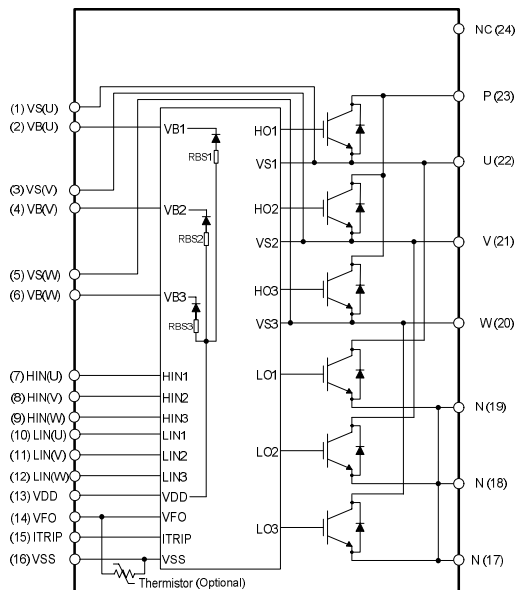 NC (24)
P (23)
U (22)
V (21)
W (20)
N (19)
N (18)
N (17)
(1) VS(U)
(2) VB(U)
(3) VS(V)
(4) VB(V)
(5) VS(W)
(6) VB(W)
(7) HIN(U)
(8) HIN(V)
(9) HIN(W)
(10) LIN(U)
(11) LIN(V)
(12) LIN(W)
(13) VDD
(14) VFO
(15) ITRIP
(16) VSS
VB1
RBS1
VB2
RBS2
VB3
RBS3
HIN1
HIN2
HIN3
LIN1
LIN2
LIN3
VDD
VFO
ITRIP
VSS
HO1
VS1
HO2
VS2
HO3
VS3
LO1
LO2
LO3
Thermistor (Optional)